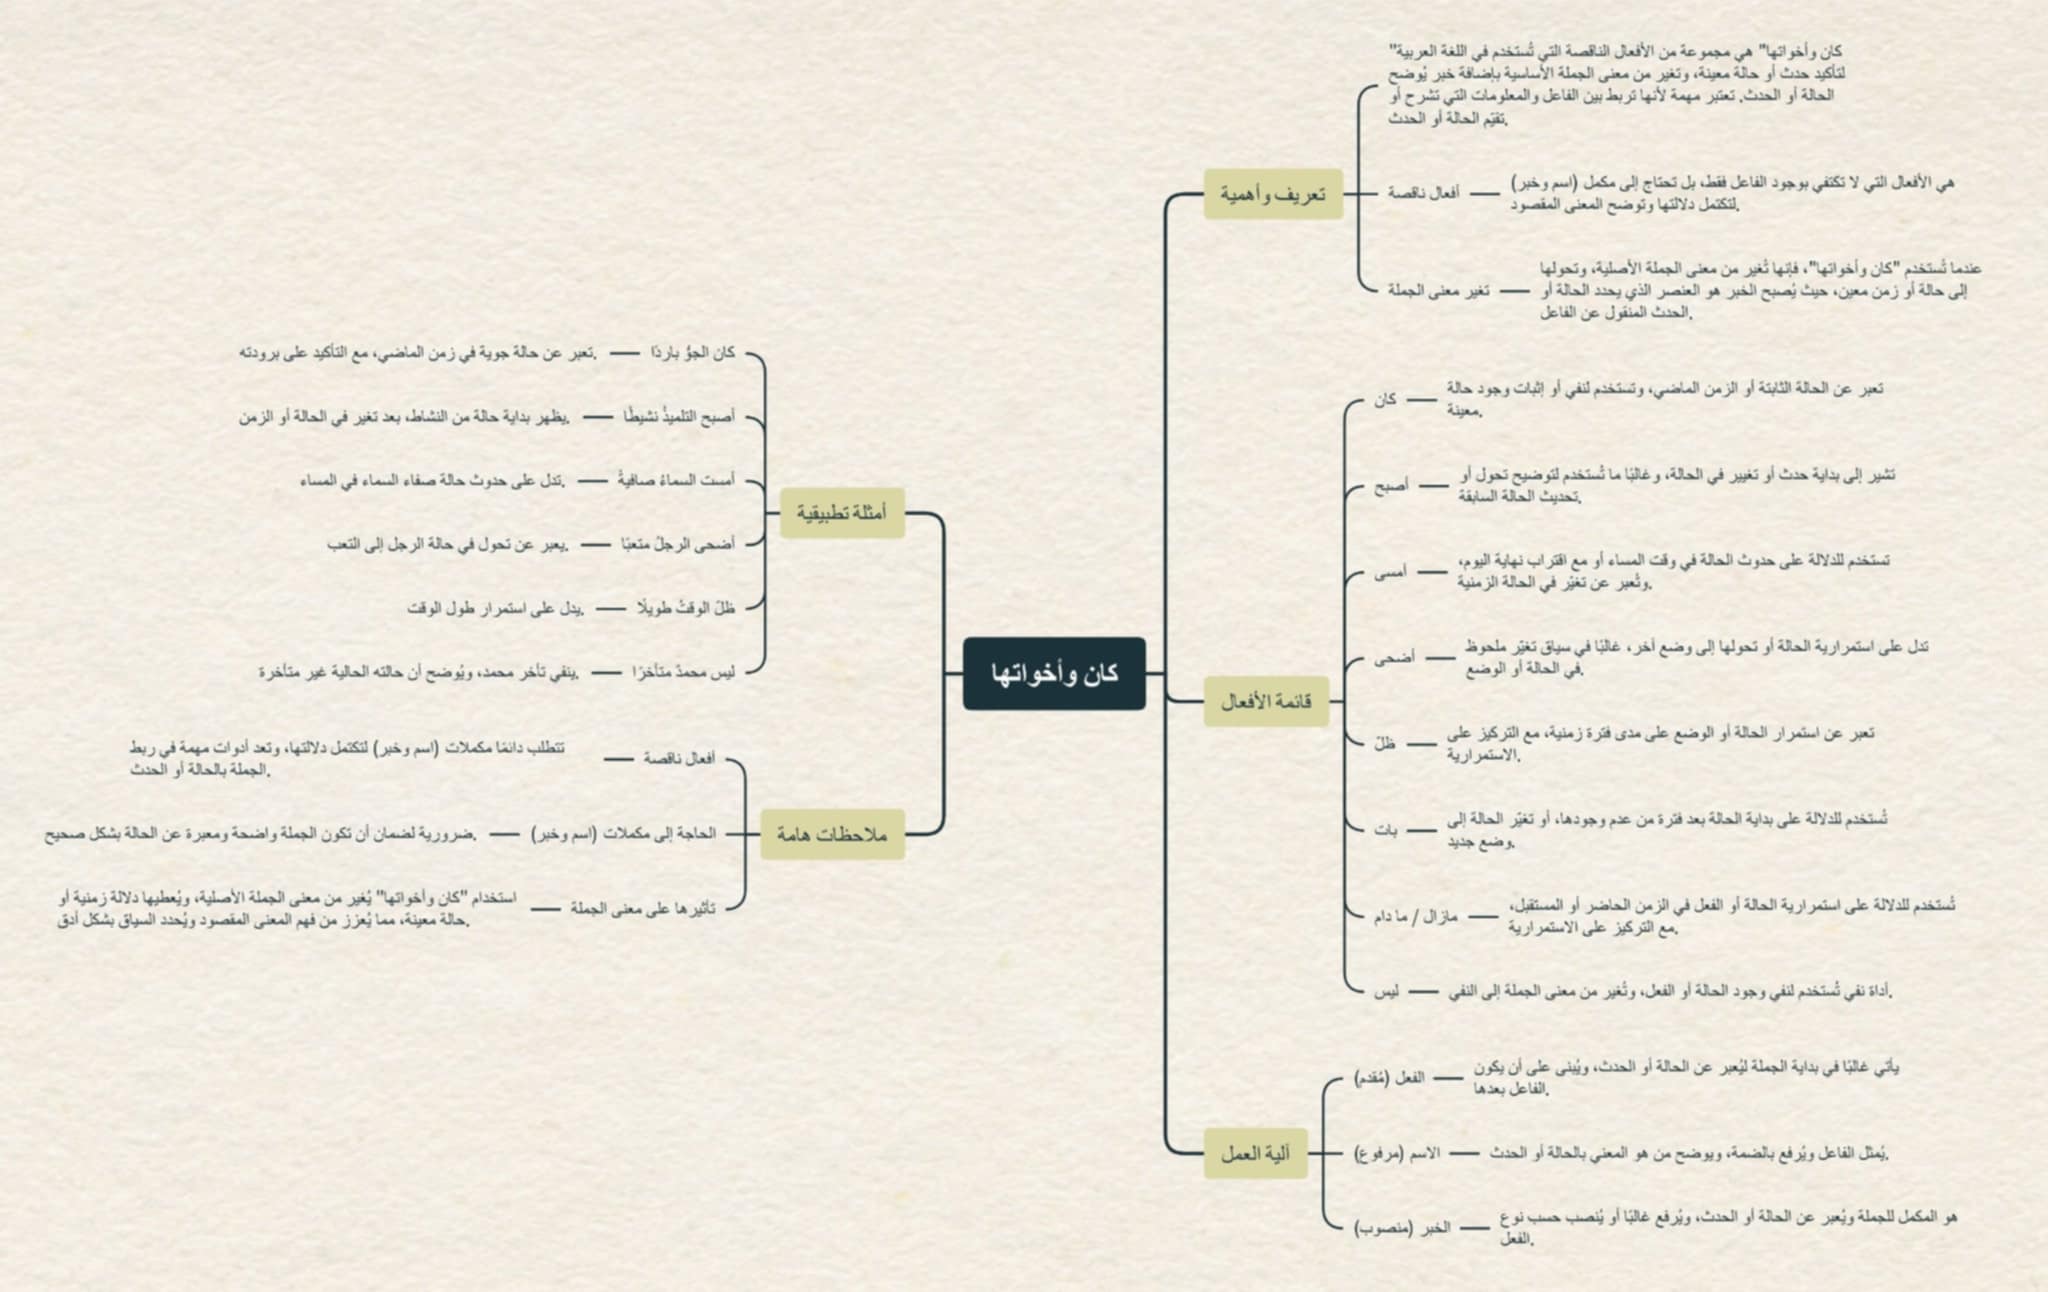 كان وأخواتها
تعريف وأهمية
كان وأخواتها" هي مجموعة من الأفعال الناقصة التي تُستخدم في اللغة العربية"
لتأكيد حدث أو حالة معينة، وتغير من معنى الجملة الأساسية بإضافة خبر يُوضح
الحالة أو الحدث. تعتبر مهمة لأنها تربط بين الفاعل والمعلومات التي تشرح أو
تقيّم الحالة أو الحدث.
أفعال ناقصة
هي الأفعال التي لا تكتفي بوجود الفاعل فقط، بل تحتاج إلى مكمل (اسم وخبر)
لتكتمل دلالتها وتوضح المعنى المقصود.
تغير معنى الجملة
عندما تُستخدم "كان وأخواتها"، فإنها تُغير من معنى الجملة الأصلية، وتحولها
إلى حالة أو زمن معين، حيث يُصبح الخبر هو العنصر الذي يحدد الحالة أو
الحدث المنقول عن الفاعل.
قائمة الأفعال
كان
تعبر عن الحالة الثابتة أو الزمن الماضي، وتستخدم لنفي أو إثبات وجود حالة
معينة.
أصبح
تشير إلى بداية حدث أو تغيير في الحالة، وغالبًا ما تُستخدم لتوضيح تحول أو
تحديث الحالة السابقة.
أمسى
تستخدم للدلالة على حدوث الحالة في وقت المساء أو مع اقتراب نهاية اليوم،
وتُعبر عن تغيّر في الحالة الزمنية.
أضحى
تدل على استمرارية الحالة أو تحولها إلى وضع آخر، غالبًا في سياق تغيّر ملحوظ
في الحالة أو الوضع.
ظلّ
تعبر عن استمرار الحالة أو الوضع على مدى فترة زمنية، مع التركيز على
الاستمرارية.
بات
تُستخدم للدلالة على بداية الحالة بعد فترة من عدم وجودها، أو تغيّر الحالة إلى
وضع جديد.
مازال / ما دام
تُستخدم للدلالة على استمرارية الحالة أو الفعل في الزمن الحاضر أو المستقبل،
مع التركيز على الاستمرارية.
ليس
أداة نفي تُستخدم لنفي وجود الحالة أو الفعل، وتُغير من معنى الجملة إلى النفي.
آلية العمل
الفعل (مُقدم)
يأتي غالبًا في بداية الجملة ليُعبر عن الحالة أو الحدث، ويُبنى على أن يكون
الفاعل بعدها.
الاسم (مرفوع)
يُمثل الفاعل ويُرفع بالضمة، ويوضح من هو المعني بالحالة أو الحدث.
الخبر (منصوب)
هو المكمل للجملة ويُعبر عن الحالة أو الحدث، ويُرفع غالبًا أو يُنصب حسب نوع
الفعل.
أمثلة تطبيقية
كان الجوُّ باردًا
تعبر عن حالة جوية في زمن الماضي، مع التأكيد على برودته.
أصبح التلميذُ نشيطًا
يظهر بداية حالة من النشاط، بعد تغير في الحالة أو الزمن.
أمست السماءُ صافيةً
تدل على حدوث حالة صفاء السماء في المساء.
أضحى الرجلُ متعبًا
يعبر عن تحول في حالة الرجل إلى التعب.
ظلّ الوقتُ طويلًا
يدل على استمرار طول الوقت.
ليس محمدٌ متأخرًا
ينفي تأخر محمد، ويُوضح أن حالته الحالية غير متأخرة.
ملاحظات هامة
أفعال ناقصة
تتطلب دائمًا مكملات (اسم وخبر) لتكتمل دلالتها، وتعد أدوات مهمة في ربط
الجملة بالحالة أو الحدث.
الحاجة إلى مكملات (اسم وخبر)
ضرورية لضمان أن تكون الجملة واضحة ومعبرة عن الحالة بشكل صحيح.
تأثيرها على معنى الجملة
استخدام "كان وأخواتها" يُغير من معنى الجملة الأصلية، ويُعطيها دلالة زمنية أو
حالة معينة، مما يُعزز من فهم المعنى المقصود ويُحدد السياق بشكل أدق.